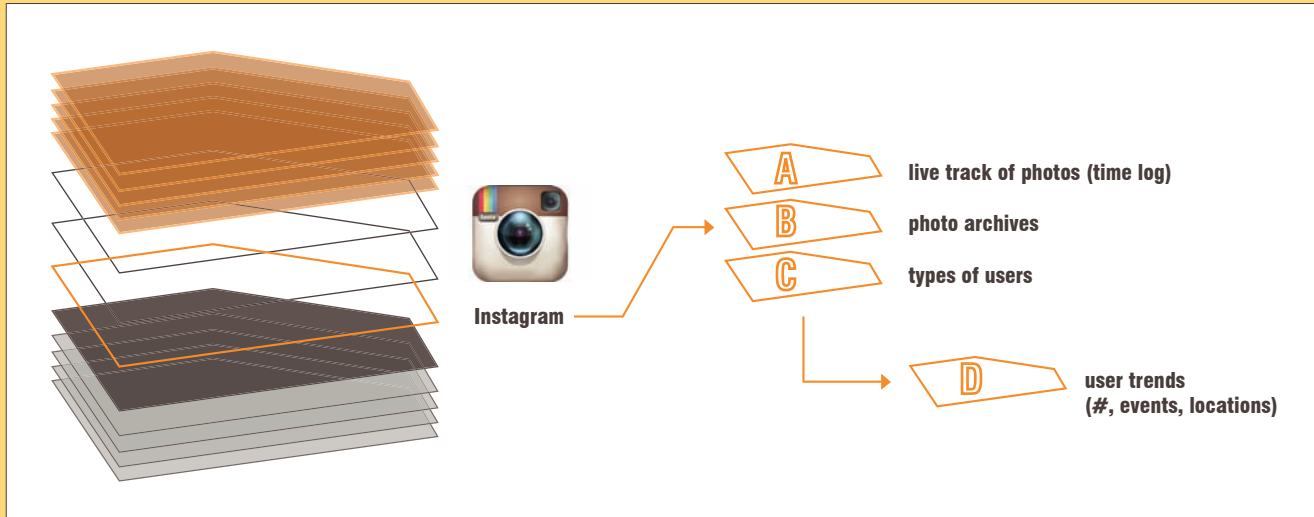 Instagram
A
live track of photos (time log)
B
photo archives
C
types of users
D
user trends
(#, events, locations)